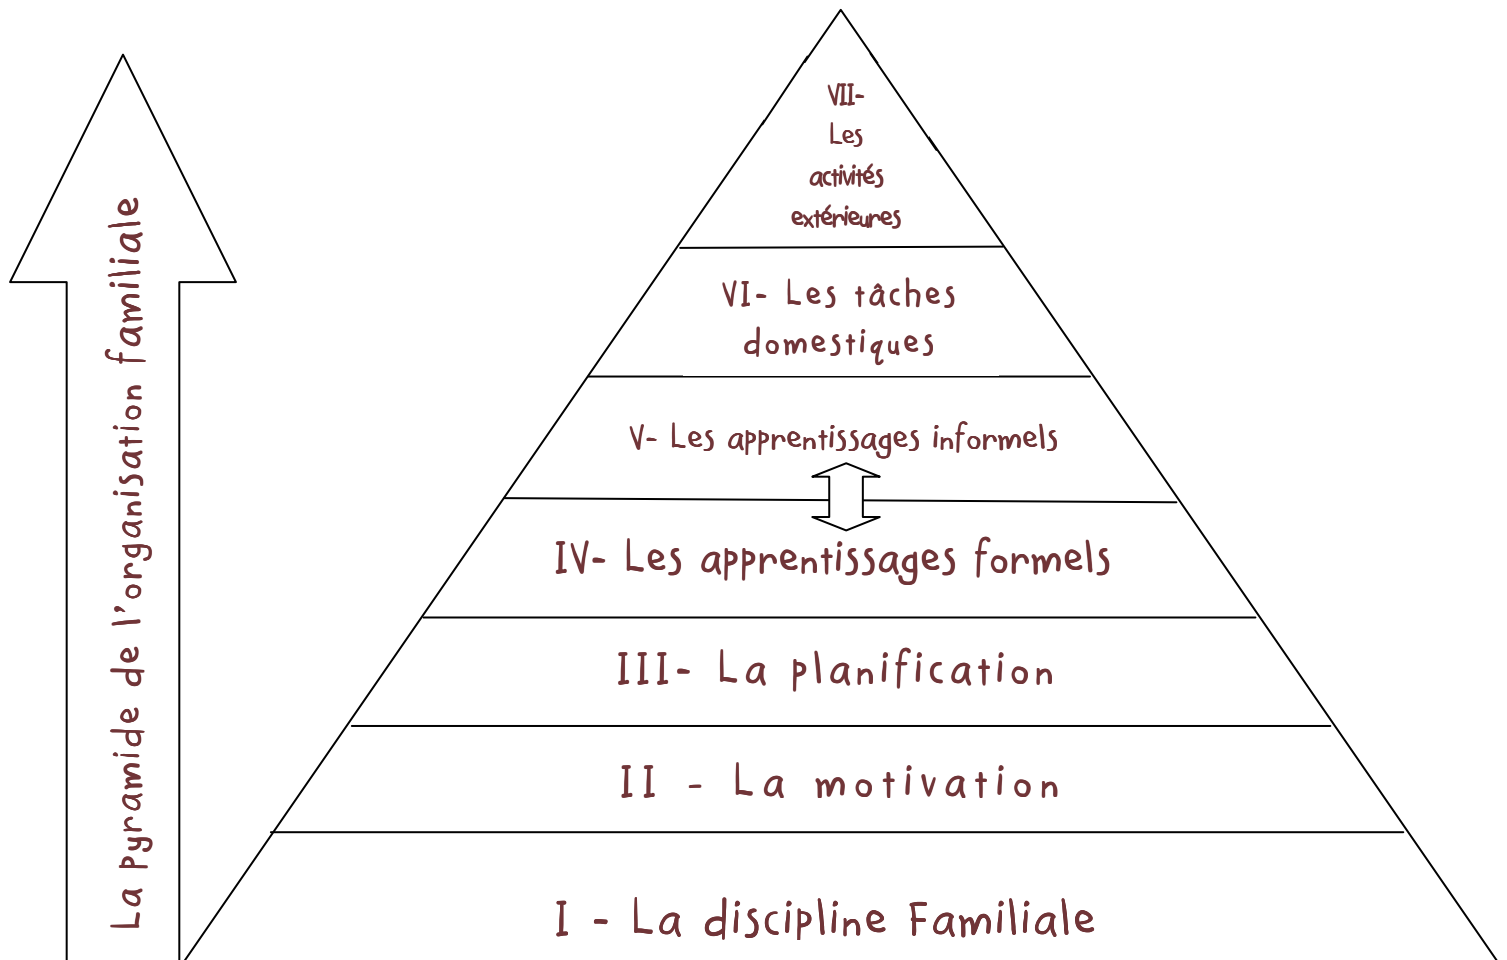 La Pyramide de l'organisation familiale
VII-
Les
activités
extérieures
VI- Les tâches
domestiques
V- Les apprentissages informels
IV- Les apprentissages formels
III- La planification
II - La motivation
I - La discipline Familiale